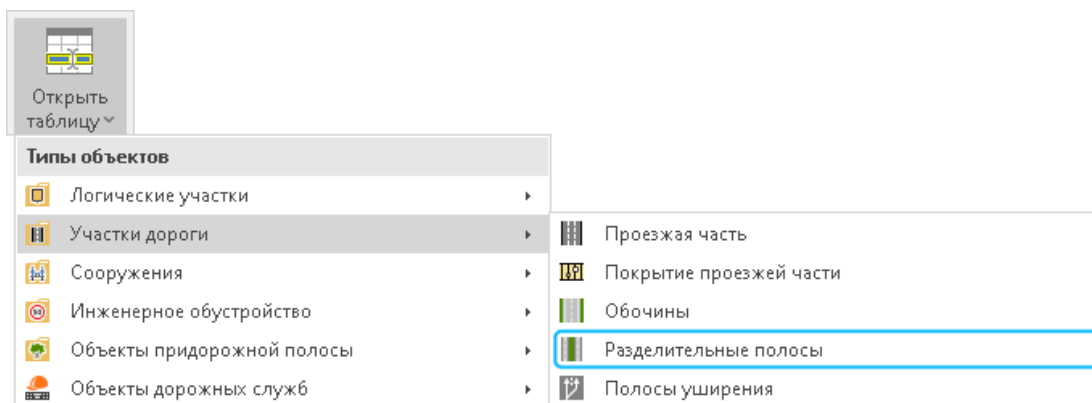 Открыть
таблицу
Типы объектов
Логические участки
Участки дороги
Проезжая часть
Сооружения
Покрытие проезжей части
Инженерное обустройство
Обочины
Объекты придорожной полосы
Разделительные полосы
Объекты дорожных служб
Полосы уширения